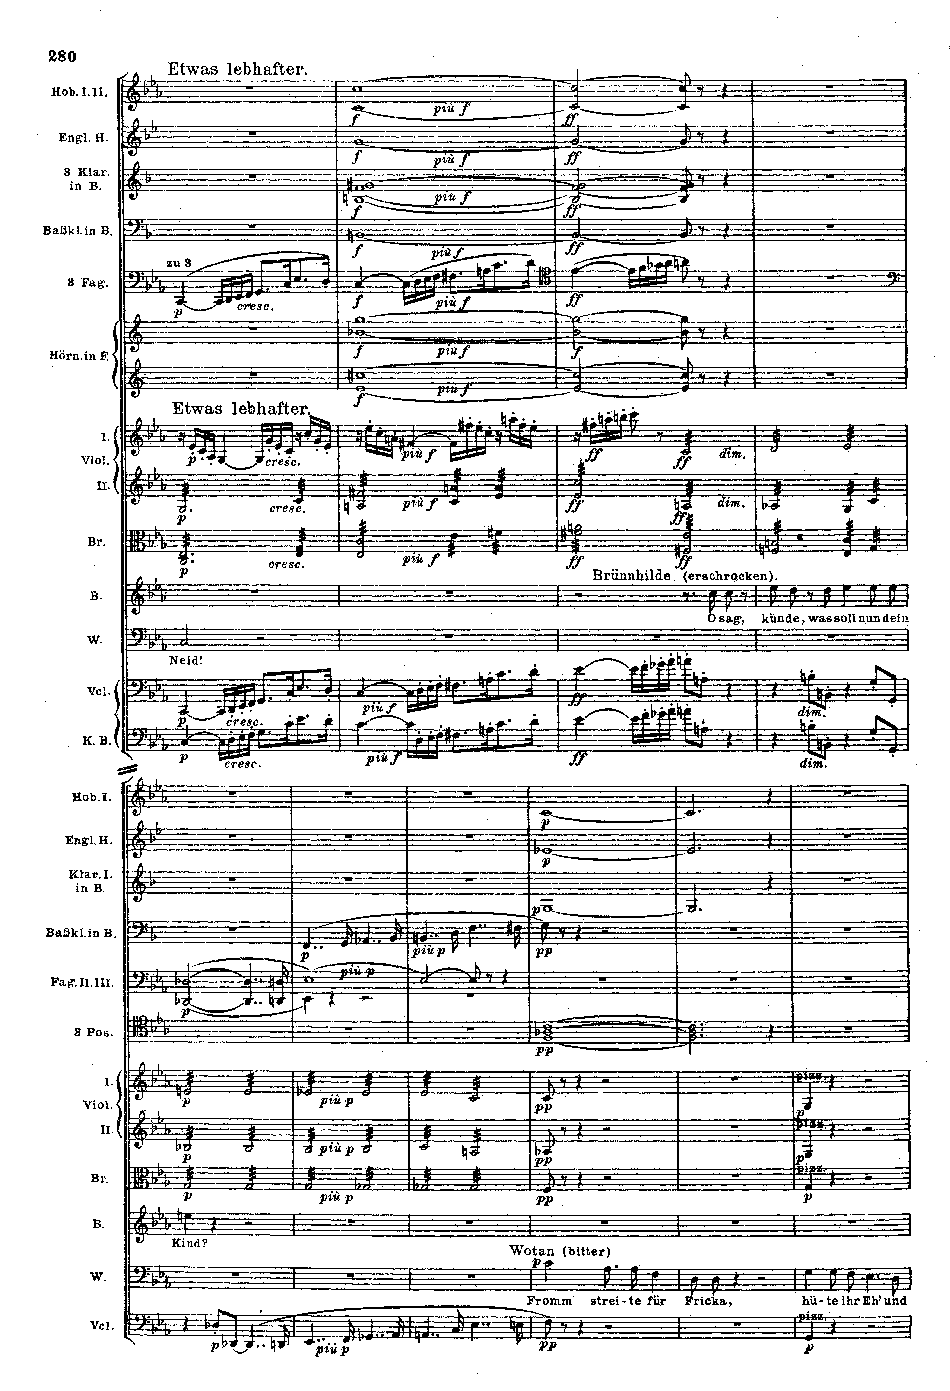 280
Etwas lebhafter.
Hob. I. II.
f più f ff
Engl. H.
f più f ff
3 Klar.
in B.
f più f ff
Baßkl. in B.
f più f ff
zu 3
3 Fag.
p cresc. f più f ff
Hörn. in F.
f più f f
f più f
Etwas lebhafter.
I.
Viol.
p cresc. più f ff ff dim.
II.
p cresc. più f ff ff dim.
Br.
p cresc. più f ff ff
Brünnhilde. (erschrocken).
B.
O sag, künde, was soll nun dein
W.
Neid!
Vcl.
p cresc. più f ff dim.
K. B.
p cresc. più f ff dim.
Hob. I.
p
Engl. H.
p
Klar. I.
in B.
p
Baßkl. in B.
p più p pp
Fag. II. III.
p più p
3 Pos.
pp
I.
Viol.
p più p pp pizz. p
II.
p più p pp pizz. p
Br.
p più p pp pizz. p
B.
Kind?
Wotan (bitter)
W.
p
Fromm strei-te für Fricka, hü-te ihr Eh' und
Vcl.
p più p pp pizz. p